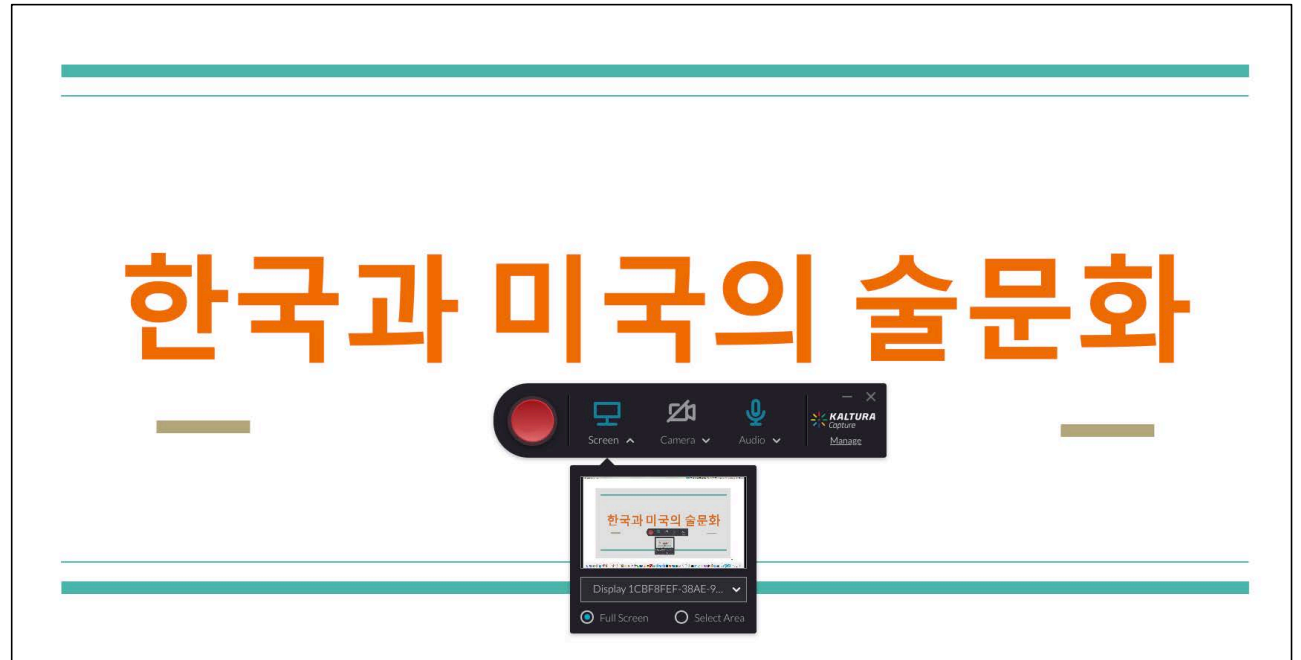 한국과 미국의 술문화
Screen Camera Audio KALTURA
Capture
Manage
한국과 미국의 술문화
Display 1CBF8FEF-38AE-9...
Full Screen Select Area